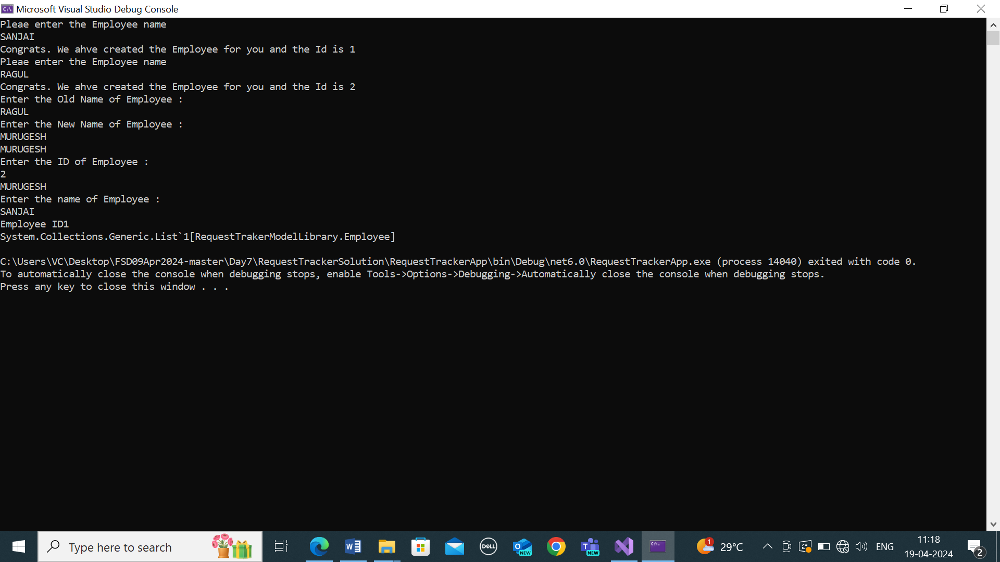 Microsoft Visual Studio Debug Console
Pleae enter the Employee name
SANJAI
Congrats. We ahve created the Employee for you and the Id is 1
Pleae enter the Employee name
RAGUL
Congrats. We ahve created the Employee for you and the Id is 2
Enter the Old Name of Employee :
RAGUL
Enter the New Name of Employee :
MURUGESH
MURUGESH
Enter the ID of Employee :
2
MURUGESH
Enter the name of Employee :
SANJAI
Employee ID1
System.Collections.Generic.List`1[RequestTrakerModelLibrary.Employee]
C:\Users\VC\Desktop\FSD09Apr2024-master\Day7\RequestTrackerSolution\RequestTrackerApp\bin\Debug\net6.0\RequestTrackerApp.exe (process 14040) exited with code 0.
To automatically close the console when debugging stops, enable Tools->Options->Debugging->Automatically close the console when debugging stops.
Press any key to close this window . . .
Type here to search
W
DELL
NEW
NEW
1
29°C
ENG
11:18
19-04-2024
2